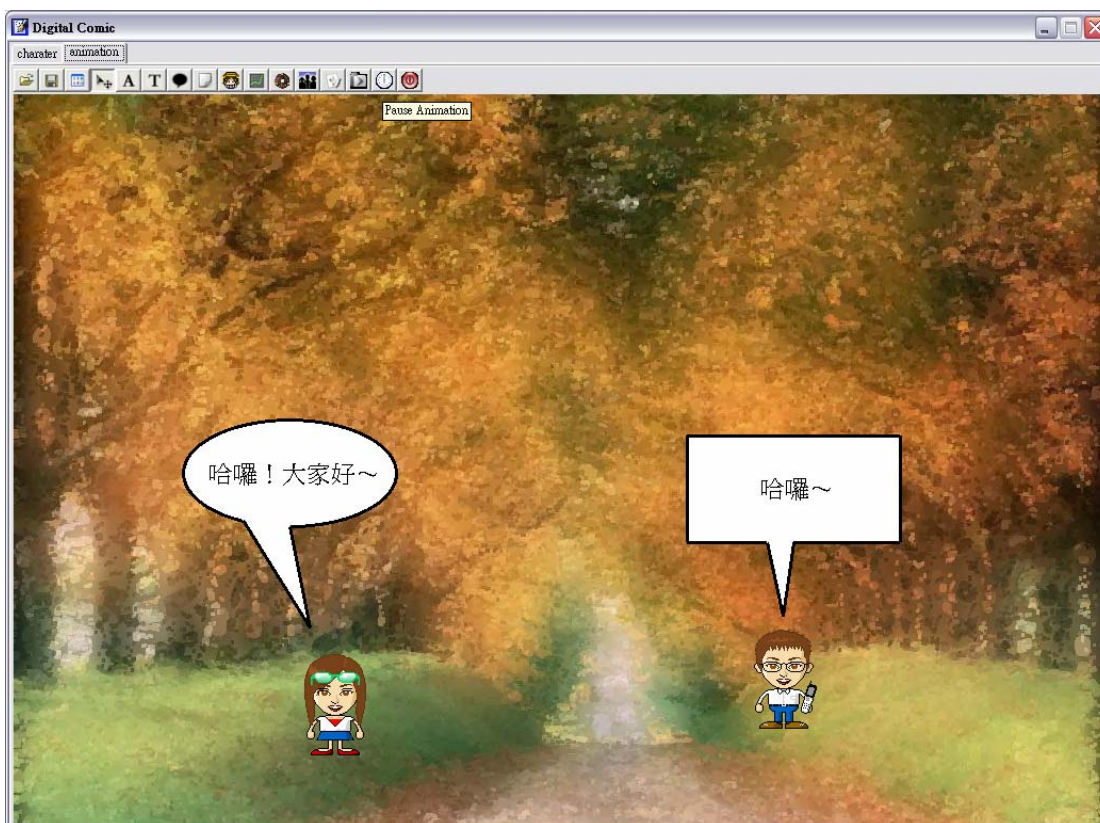 Digital Comic
charater animation
A T
Pause Animation
哈囉！大家好～
哈囉～